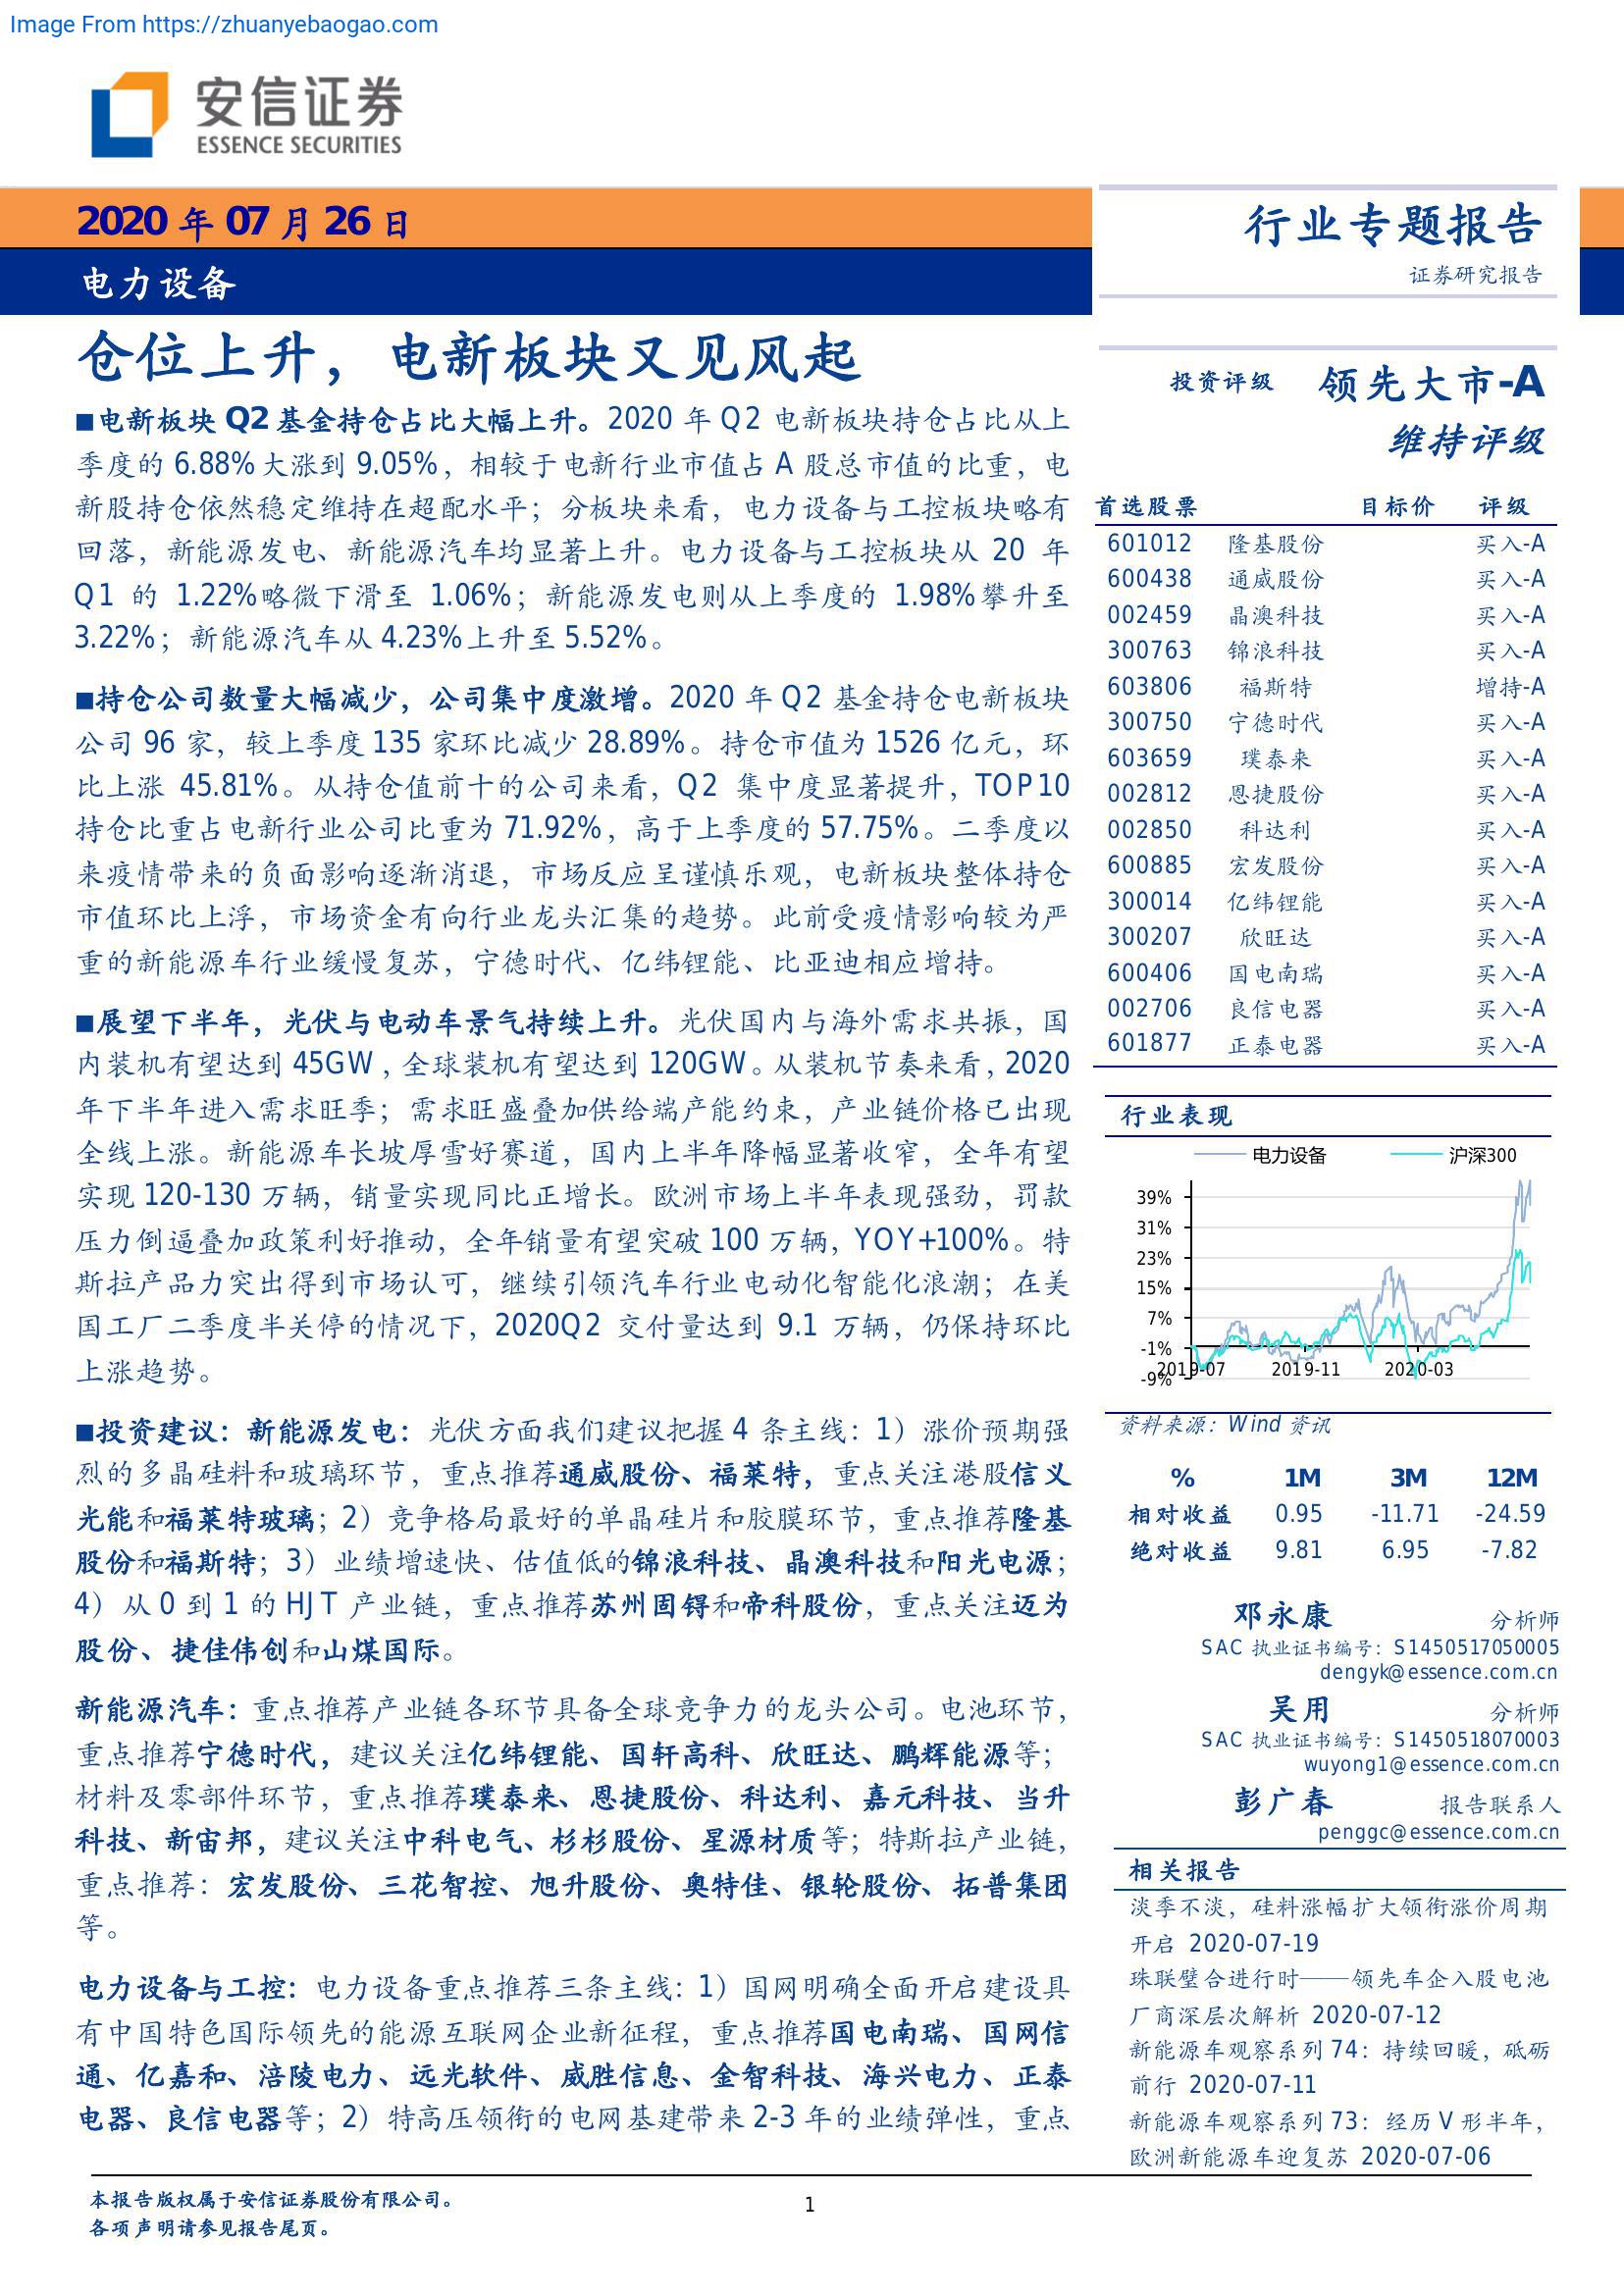 Image From https://zhuanyebaogao.com
安信证券
ESSENCE SECURITIES
2020 年 07 月 26 日
电力设备
行业专题报告
证券研究报告
仓位上升，电新板块又见风起
■电新板块 Q2 基金持仓占比大幅上升。2020 年 Q2 电新板块持仓占比从上
季度的 6.88%大涨到 9.05%，相较于电新行业市值占 A 股总市值的比重，电
新股持仓依然稳定维持在超配水平；分板块来看，电力设备与工控板块略有
回落，新能源发电、新能源汽车均显著上升。电力设备与工控板块从 20 年
Q1 的 1.22%略微下滑至 1.06%；新能源发电则从上季度的 1.98%攀升至
3.22%；新能源汽车从 4.23%上升至 5.52%。
■持仓公司数量大幅减少，公司集中度激增。2020 年 Q2 基金持仓电新板块
公司 96 家，较上季度 135 家环比减少 28.89%。持仓市值为 1526 亿元，环
比上涨 45.81%。从持仓值前十的公司来看，Q2 集中度显著提升，TOP10
持仓比重占电新行业公司比重为 71.92%，高于上季度的 57.75%。二季度以
来疫情带来的负面影响逐渐消退，市场反应呈谨慎乐观，电新板块整体持仓
市值环比上浮，市场资金有向行业龙头汇集的趋势。此前受疫情影响较为严
重的新能源车行业缓慢复苏，宁德时代、亿纬锂能、比亚迪相应增持。
■展望下半年，光伏与电动车景气持续上升。光伏国内与海外需求共振，国
内装机有望达到 45GW，全球装机有望达到 120GW。从装机节奏来看，2020
年下半年进入需求旺季；需求旺盛叠加供给端产能约束，产业链价格已出现
全线上涨。新能源车长坡厚雪好赛道，国内上半年降幅显著收窄，全年有望
实现 120-130 万辆，销量实现同比正增长。欧洲市场上半年表现强劲，罚款
压力倒逼叠加政策利好推动，全年销量有望突破 100 万辆，YOY+100%。特
斯拉产品力突出得到市场认可，继续引领汽车行业电动化智能化浪潮；在美
国工厂二季度半关停的情况下，2020Q2 交付量达到 9.1 万辆，仍保持环比
上涨趋势。
■投资建议：新能源发电：光伏方面我们建议把握 4 条主线：1）涨价预期强
烈的多晶硅料和玻璃环节，重点推荐通威股份、福莱特，重点关注港股信义
光能和福莱特玻璃；2）竞争格局最好的单晶硅片和胶膜环节，重点推荐隆基
股份和福斯特；3）业绩增速快、估值低的锦浪科技、晶澳科技和阳光电源；
4）从 0 到 1 的 HJT 产业链，重点推荐苏州固锝和帝科股份，重点关注迈为
股份、捷佳伟创和山煤国际。
新能源汽车：重点推荐产业链各环节具备全球竞争力的龙头公司。电池环节，
重点推荐宁德时代，建议关注亿纬锂能、国轩高科、欣旺达、鹏辉能源等；
材料及零部件环节，重点推荐璞泰来、恩捷股份、科达利、嘉元科技、当升
科技、新宙邦，建议关注中科电气、杉杉股份、星源材质等；特斯拉产业链，
重点推荐：宏发股份、三花智控、旭升股份、奥特佳、银轮股份、拓普集团
等。
电力设备与工控：电力设备重点推荐三条主线：1）国网明确全面开启建设具
有中国特色国际领先的能源互联网企业新征程，重点推荐国电南瑞、国网信
通、亿嘉和、涪陵电力、远光软件、威胜信息、金智科技、海兴电力、正泰
电器、良信电器等；2）特高压领衔的电网基建带来 2-3 年的业绩弹性，重点
投资评级 领先大市-A
维持评级
首选股票 目标价 评级
601012 隆基股份 买入-A
600438 通威股份 买入-A
002459 晶澳科技 买入-A
300763 锦浪科技 买入-A
603806 福斯特 增持-A
300750 宁德时代 买入-A
603659 璞泰来 买入-A
002812 恩捷股份 买入-A
002850 科达利 买入-A
600885 宏发股份 买入-A
300014 亿纬锂能 买入-A
300207 欣旺达 买入-A
600406 国电南瑞 买入-A
002706 良信电器 买入-A
601877 正泰电器 买入-A
行业表现
电力设备 沪深300
39%
31%
23%
15%
7%
-1%
-9%
2019-07 2019-11 2020-03
资料来源：Wind 资讯
% 1M 3M 12M
相对收益 0.95 -11.71 -24.59
绝对收益 9.81 6.95 -7.82
邓永康 分析师
SAC 执业证书编号：S1450517050005
dengyk@essence.com.cn
吴用 分析师
SAC 执业证书编号：S1450518070003
wuyong1@essence.com.cn
彭广春 报告联系人
penggc@essence.com.cn
相关报告
淡季不淡，硅料涨幅扩大领衔涨价周期
开启 2020-07-19
珠联璧合进行时——领先车企入股电池
厂商深层次解析 2020-07-12
新能源车观察系列 74：持续回暖，砥砺
前行 2020-07-11
新能源车观察系列 73：经历 V 形半年，
欧洲新能源车迎复苏 2020-07-06
本报告版权属于安信证券股份有限公司。
各项声明请参见报告尾页。
1